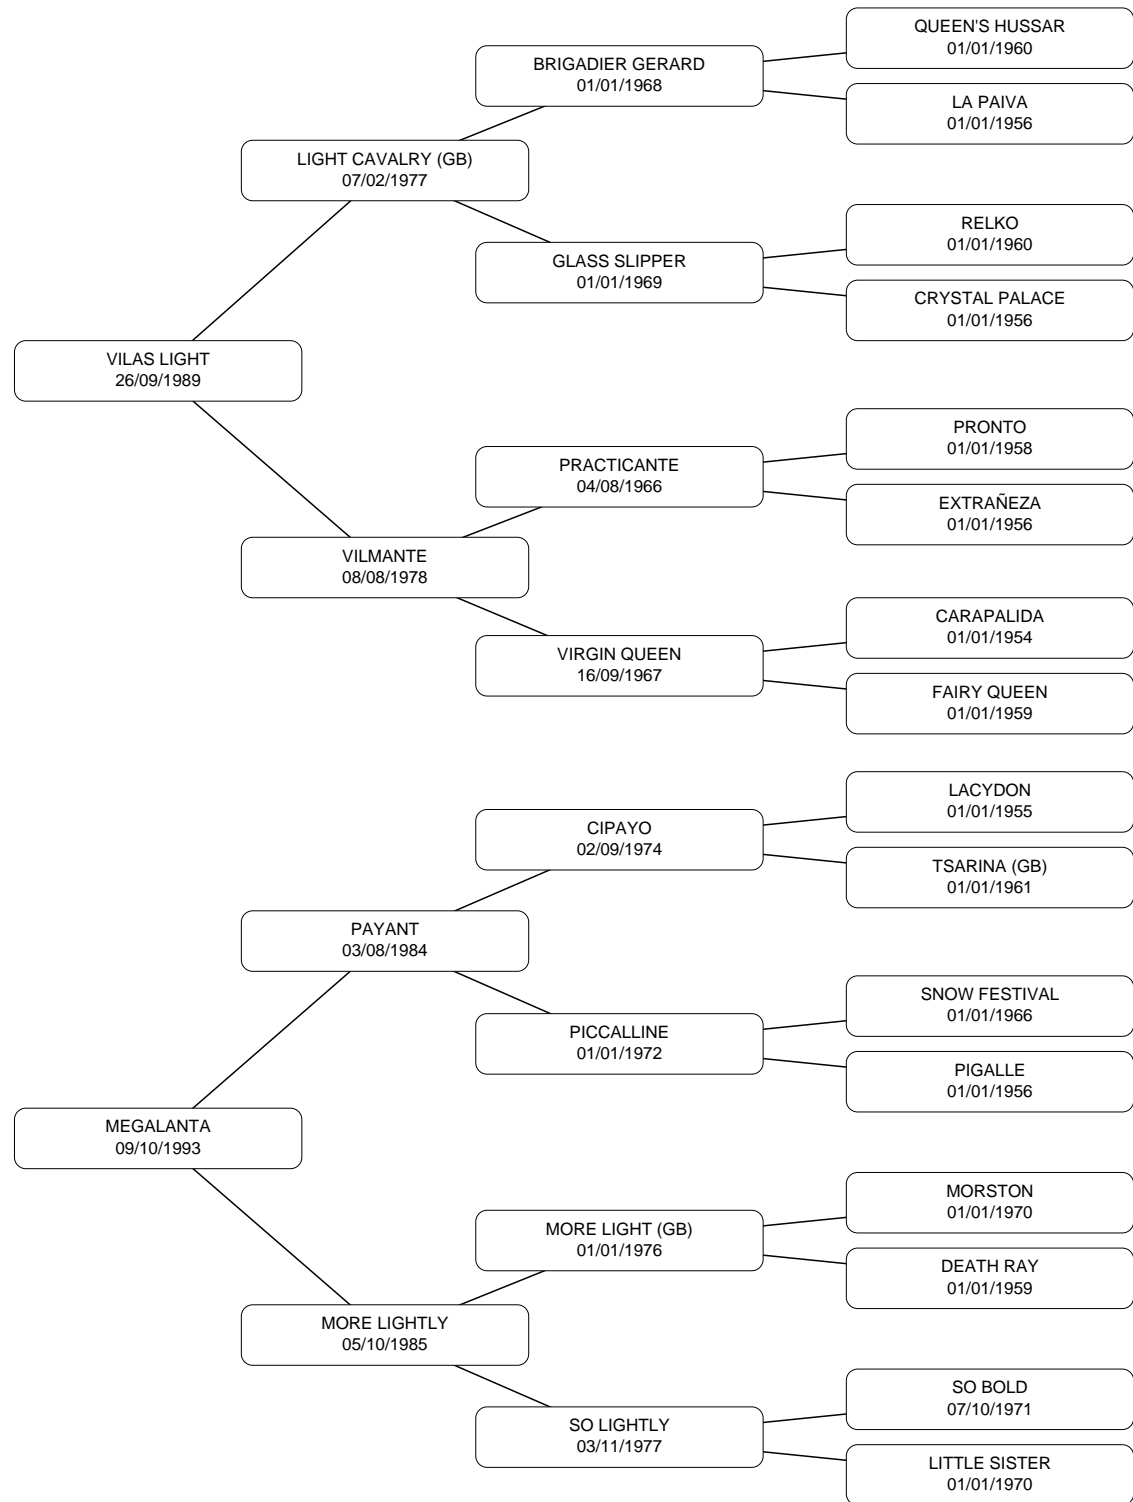 QUEEN'S HUSSAR
01/01/1960
BRIGADIER GERARD
01/01/1968
LA PAIVA
01/01/1956
LIGHT CAVALRY (GB)
07/02/1977
RELKO
01/01/1960
GLASS SLIPPER
01/01/1969
CRYSTAL PALACE
01/01/1956
VILAS LIGHT
26/09/1989
PRONTO
01/01/1958
PRACTICANTE
04/08/1966
EXTRAÑEZA
01/01/1956
VILMANTE
08/08/1978
CARAPALIDA
01/01/1954
VIRGIN QUEEN
16/09/1967
FAIRY QUEEN
01/01/1959
LACYDON
01/01/1955
CIPAYO
02/09/1974
TSARINA (GB)
01/01/1961
PAYANT
03/08/1984
SNOW FESTIVAL
01/01/1966
PICCALLINE
01/01/1972
PIGALLE
01/01/1956
MEGALANTA
09/10/1993
MORSTON
01/01/1970
MORE LIGHT (GB)
01/01/1976
DEATH RAY
01/01/1959
MORE LIGHTLY
05/10/1985
SO BOLD
07/10/1971
SO LIGHTLY
03/11/1977
LITTLE SISTER
01/01/1970